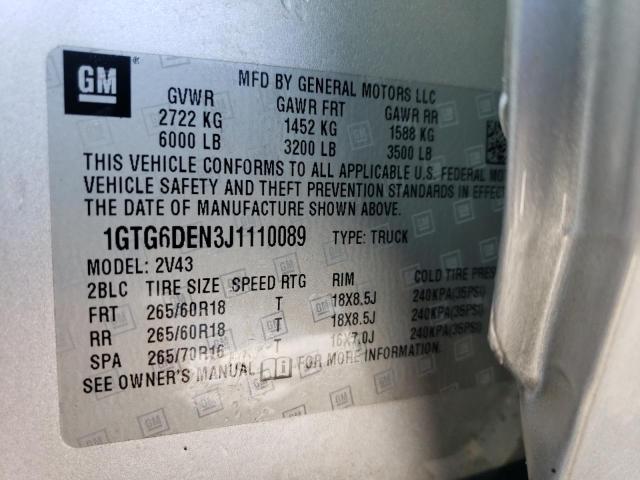 GM
MFD BY GENERAL MOTORS LLC
GVWR GAWR FRT GAWR RR
2722 KG 1452 KG 1588 KG
6000 LB 3200 LB 3500 LB
THIS VEHICLE CONFORMS TO ALL APPLICABLE U.S. FEDERAL
VEHICLE SAFETY AND THEFT PREVENTION STANDARDS IN
THE DATE OF MANUFACTURE SHOWN ABOVE.
1GTG6DEN3J1110089 TYPE: TRUCK
MODEL: 2V43
2BLC TIRE SIZE SPEED RTG RIM COLD TIRE
FRT 265/60R18 T 18X8.5J 240KPA(35PSI)
RR 265/60R18 T 18X8.5J 240KPA(35PSI)
SPA 265/70R16 T 16X7.0J 240KPA(35PSI)
SEE OWNER'S MANUAL FOR MORE INFORMATION.